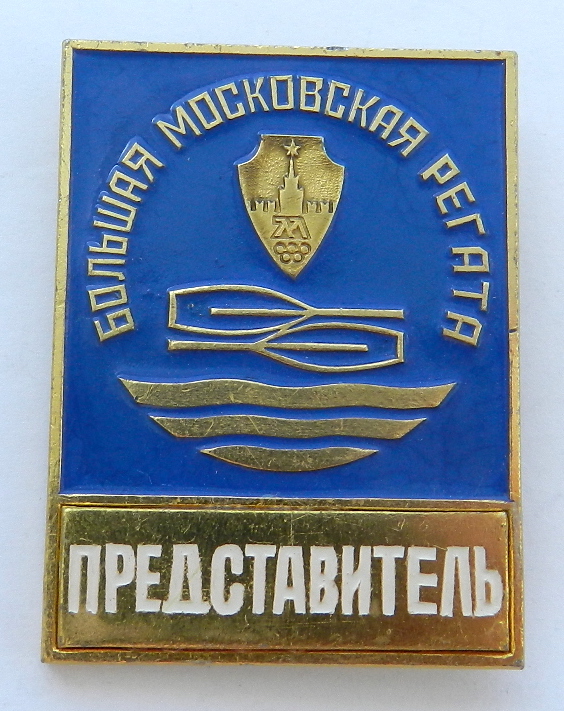 БОЛЬШАЯ МОСКОВСКАЯ РЕГАТА
М
ПРЕДСТАВИТЕЛЬ